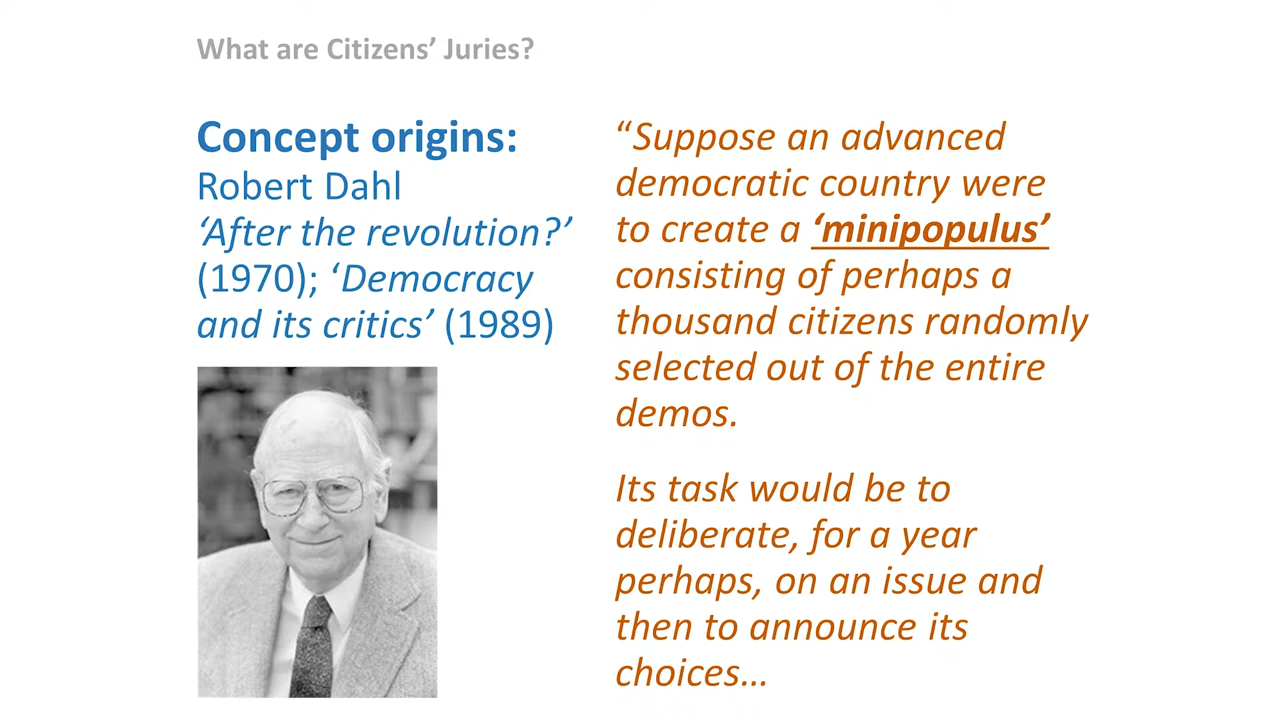 What are Citizens’ Juries?
Concept origins:
Robert Dahl
‘After the revolution?’
(1970); ‘Democracy
and its critics’ (1989)
“Suppose an advanced
democratic country were
to create a ‘minipopulus’
consisting of perhaps a
thousand citizens randomly
selected out of the entire
demos.
Its task would be to
deliberate, for a year
perhaps, on an issue and
then to announce its
choices…